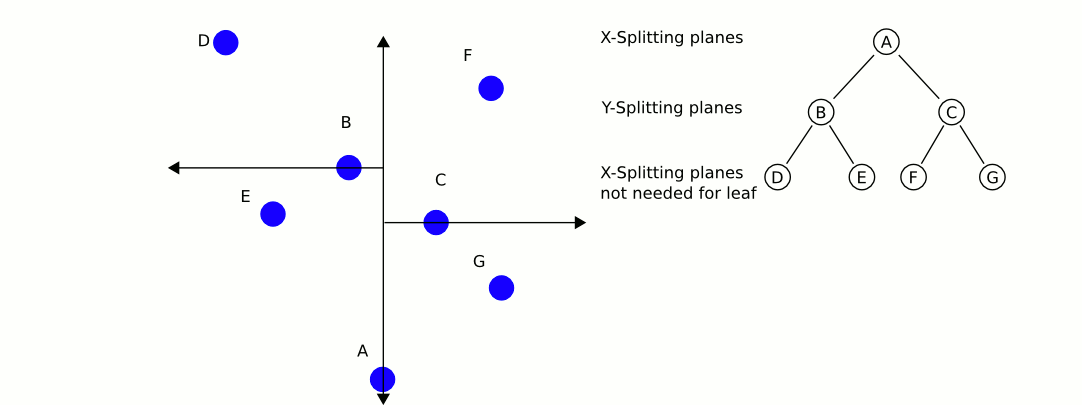 D
F
B
E
C
G
A
X-Splitting planes
Y-Splitting planes
X-Splitting planes
not needed for leaf
A
B
C
D
E
F
G